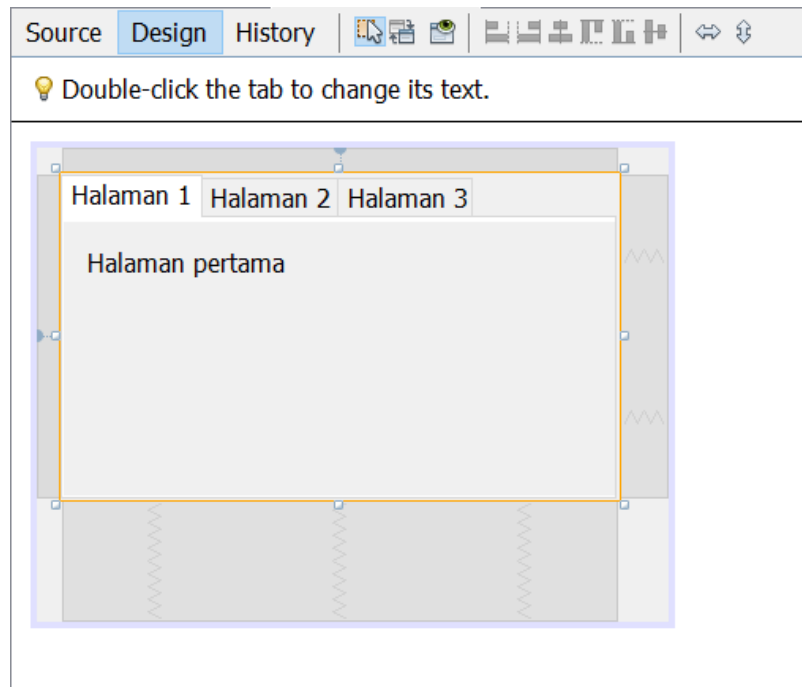 Source Design History
Double-click the tab to change its text.
Halaman 1 Halaman 2 Halaman 3
Halaman pertama